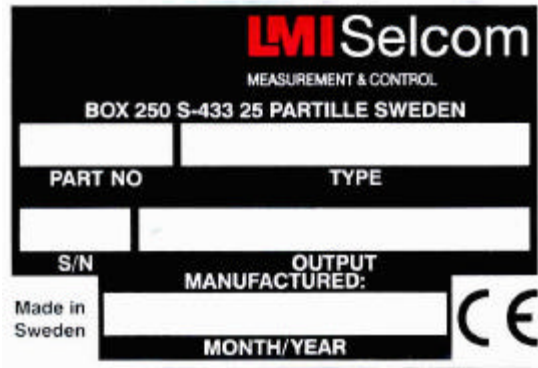 LMI Selcom
MEASUREMENT & CONTROL
BOX 250 S-433 25 PARTILLE SWEDEN
PART NO TYPE
S/N OUTPUT
MANUFACTURED:
Made in
Sweden
CE
MONTH/YEAR